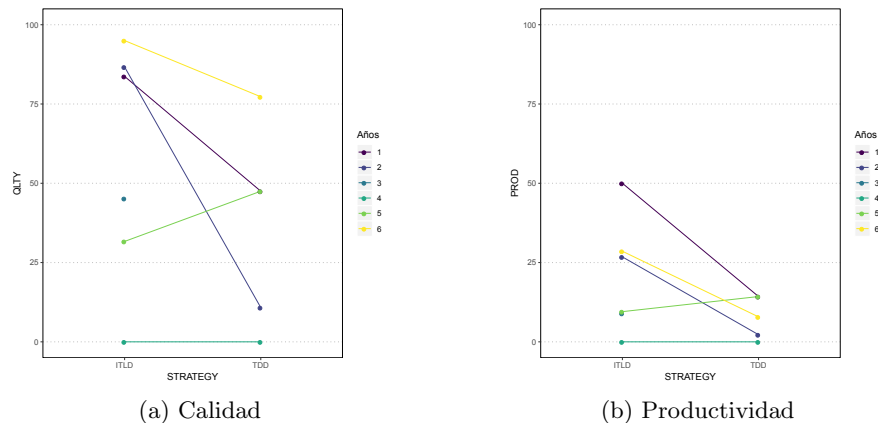 100
75
50
25
0
QLTY
ITLD
TDD
STRATEGY
Años
1
2
3
4
5
6
(a) Calidad
100
75
50
25
0
PROD
ITLD
TDD
STRATEGY
Años
1
2
3
4
5
6
(b) Productividad